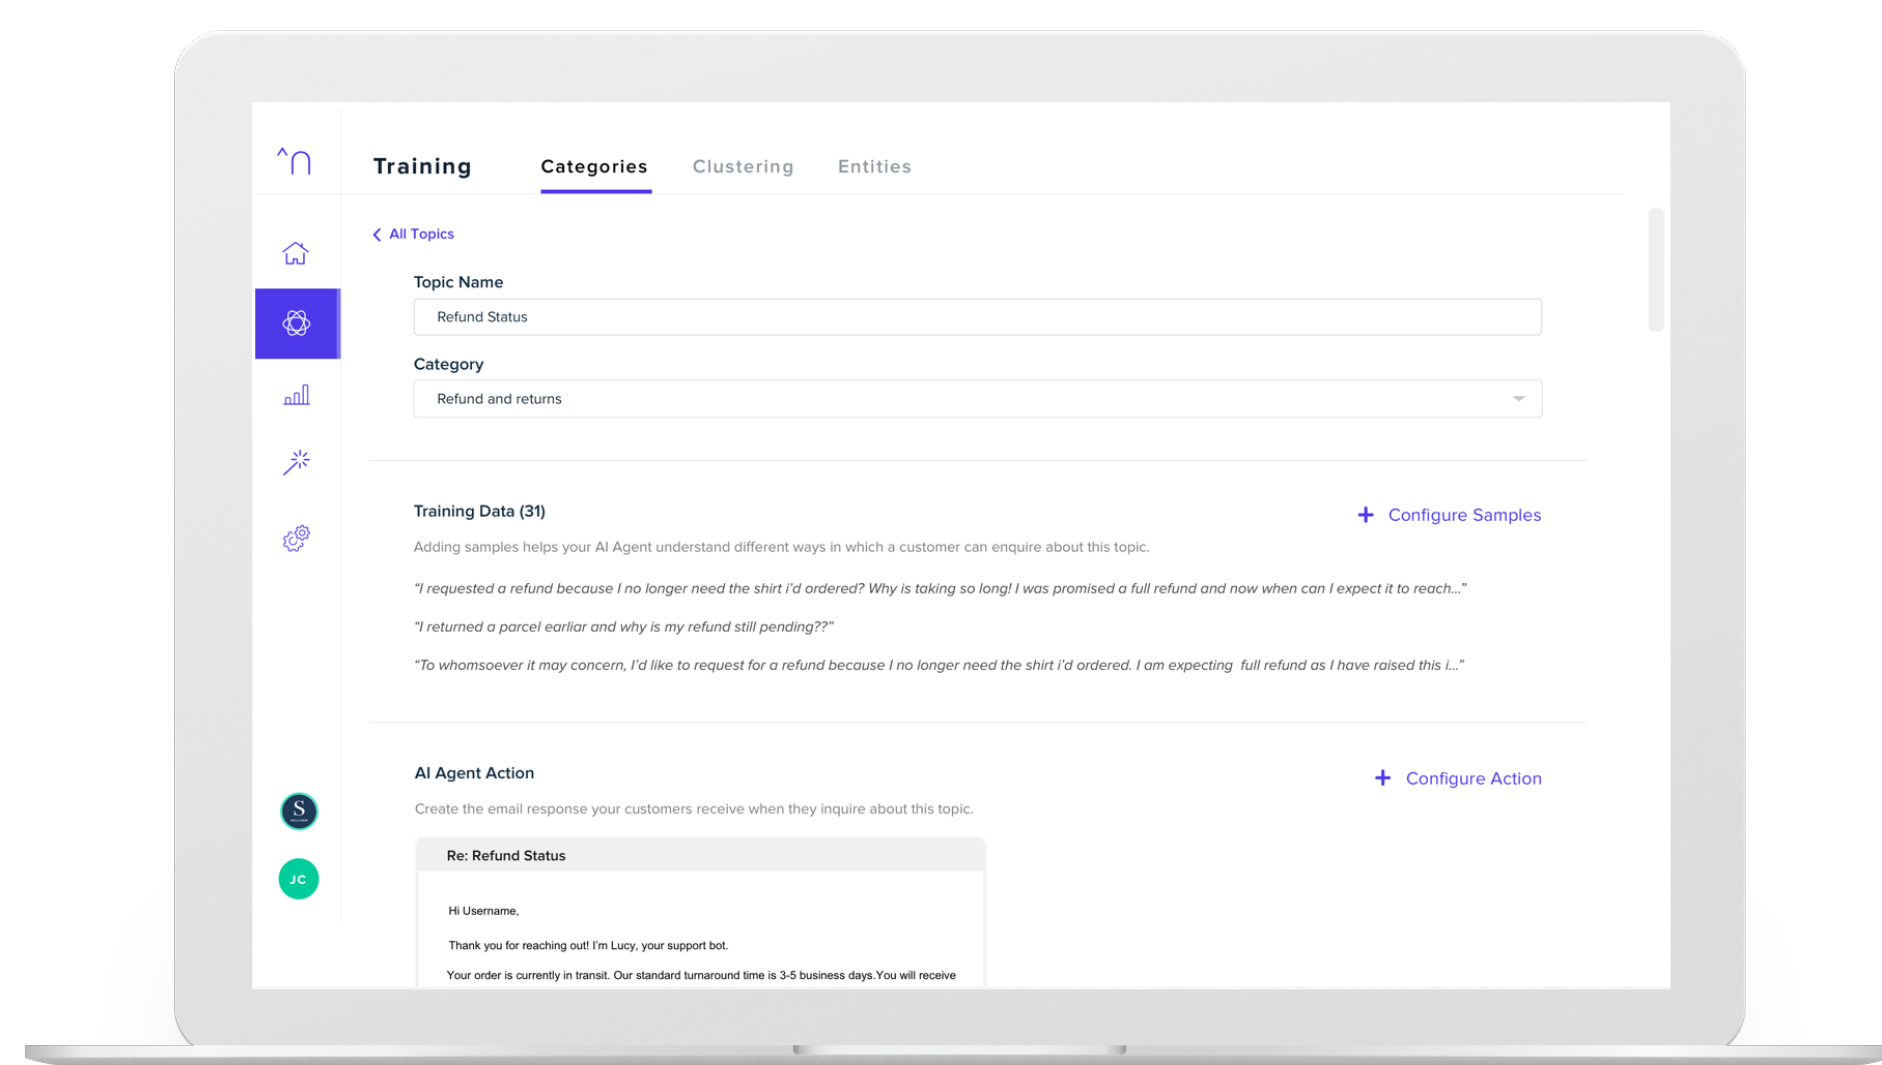 ^n
Training Categories Clustering Entities
All Topics
Topic Name
Refund Status
Category
Refund and returns
Training Data (31)
Configure Samples
Adding samples helps your AI Agent understand different ways in which a customer can enquire about this topic.
“I requested a refund because I no longer need the shirt i’d ordered? Why is taking so long! I was promised a full refund and now when can I expect it to reach...”
“I returned a parcel earliar and why is my refund still pending??”
“To whomsoever it may concern, I’d like to request for a refund because I no longer need the shirt i’d ordered. I am expecting  full refund as I have raised this i...”
AI Agent Action
Configure Action
Create the email response your customers receive when they inquire about this topic.
Re: Refund Status
Hi Username,
Thank you for reaching out! I’m Lucy, your support bot.
Your order is currently in transit. Our standard turnaround time is 3-5 business days.You will receive
S
JC